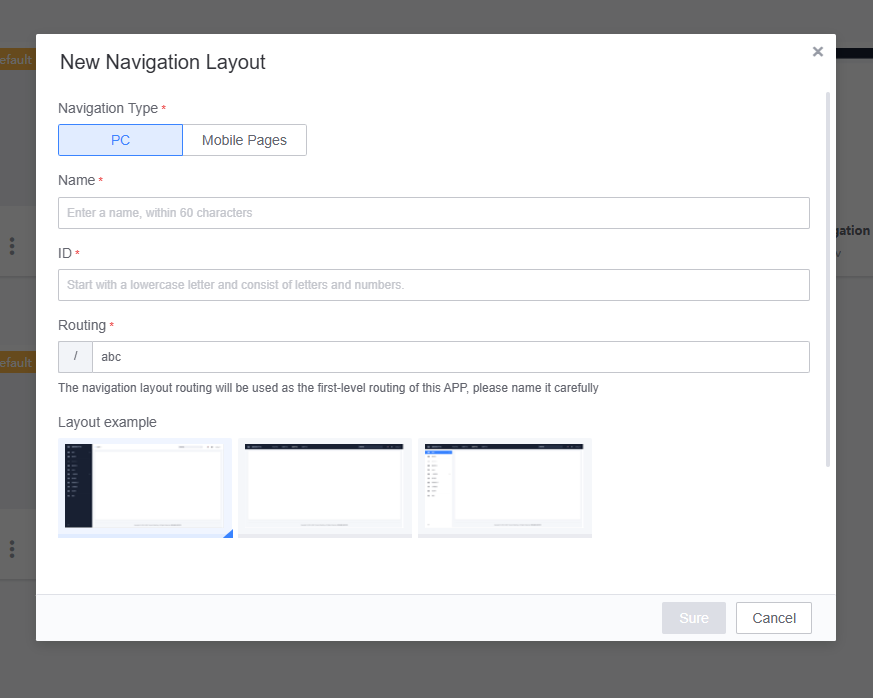 efault
New Navigation Layout
×
Navigation Type *
PC
Mobile Pages
Name *
Enter a name, within 60 characters
gation
ID *
Start with a lowercase letter and consist of letters and numbers.
Routing *
/
abc
efault
The navigation layout routing will be used as the first-level routing of this APP, please name it carefully
Layout example
Sure
Cancel